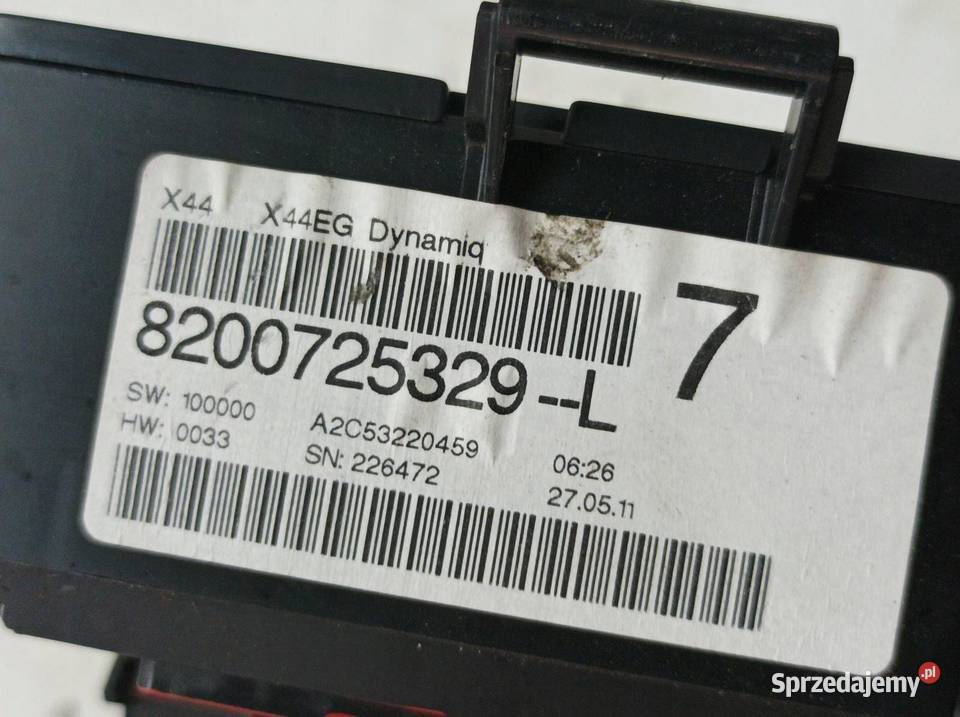 X44 X44EG Dynamiq
7
8200725329--L
SW: 100000 A2C53220459 06:26
HW: 0033 SN: 226472 27.05.11
Sprzedajemy.pl